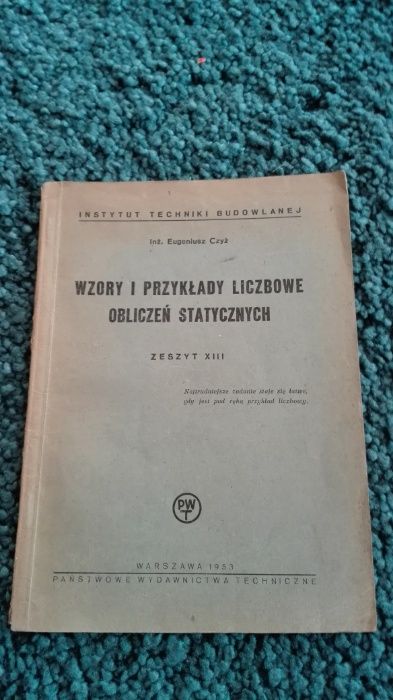 INSTYTUT TECHNIKI BUDOWLANEJ
Inż. Eugeniusz Czyż
WZORY I PRZYKŁADY LICZBOWE
OBLICZEŃ STATYCZNYCH
ZESZYT XIII
Najtrudniejsze zadanie staje się łatwe,
gdy jest pod ręką przykład liczbowy.
PWT
WARSZAWA 1953
PAŃSTWOWE WYDAWNICTWA TECHNICZNE